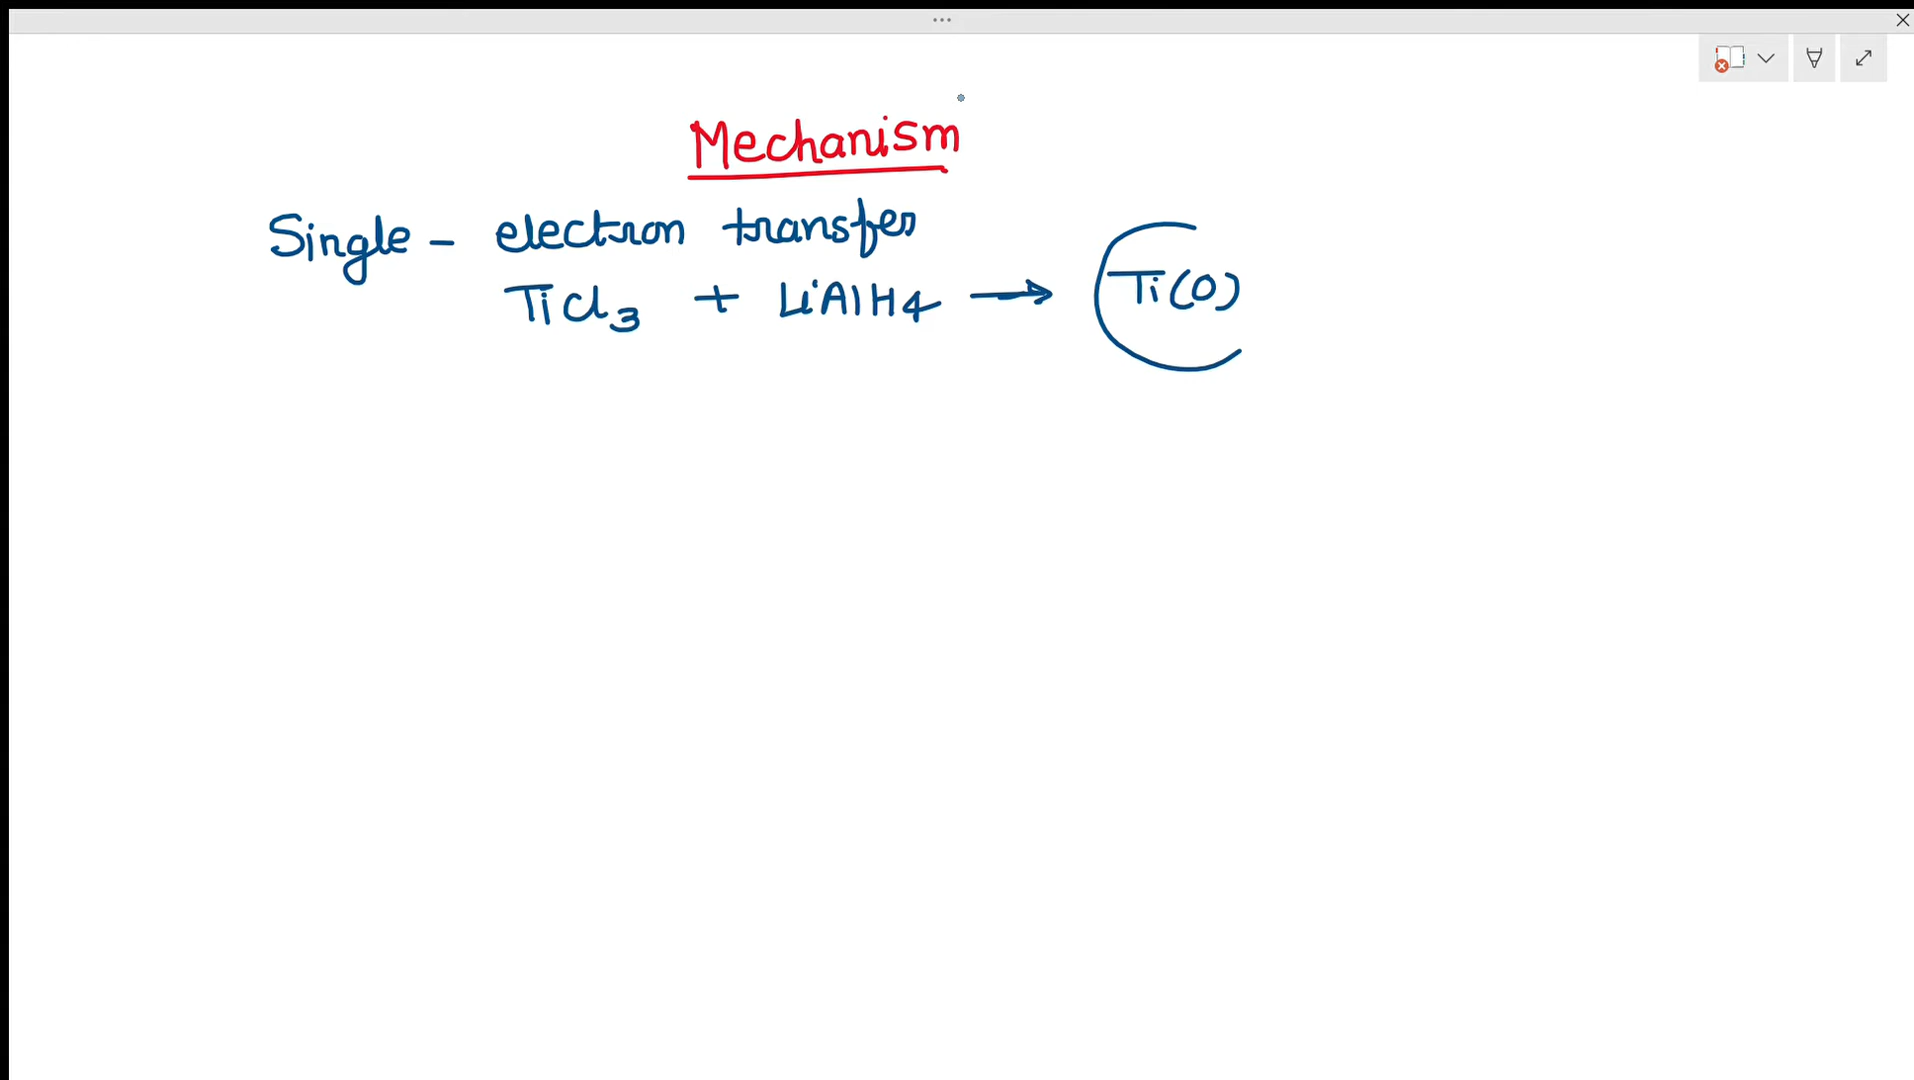 Mechanism
Single - electron transfer
TiCl3 + LiAlH4 → Ti(0)